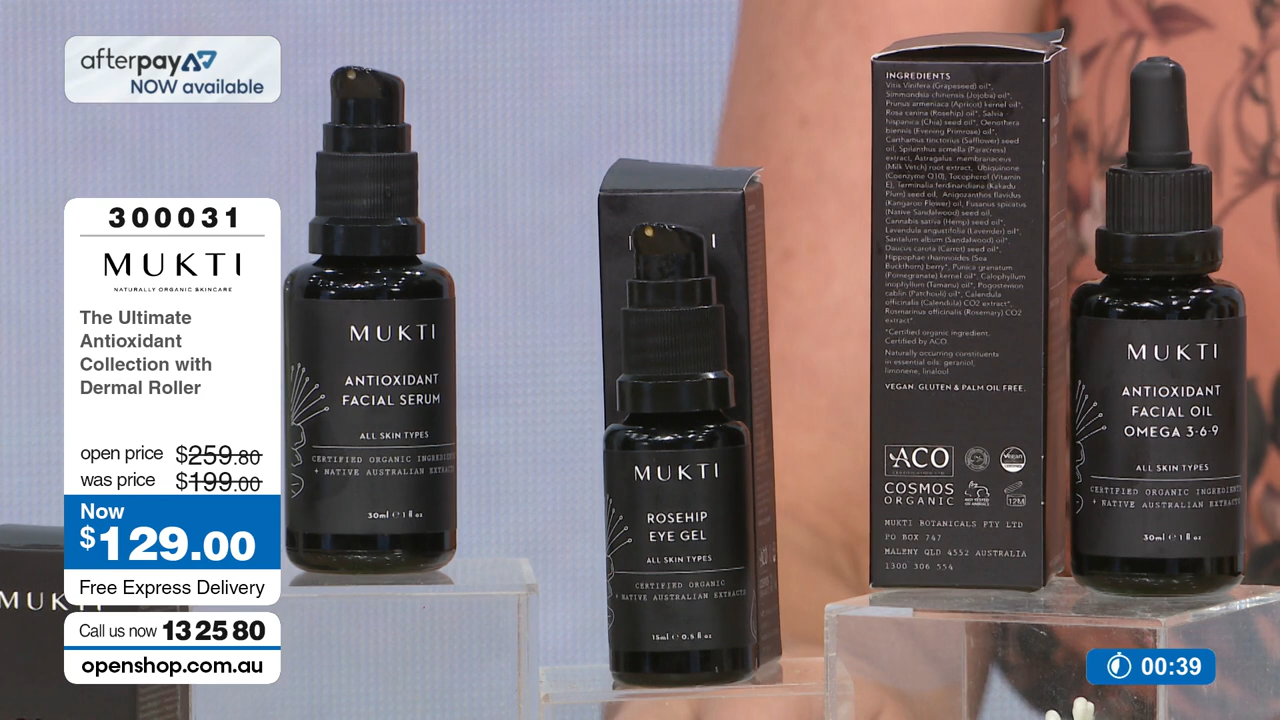 afterpay
NOW available
300031
MUKTI
NATURALLY ORGANIC SKINCARE
The Ultimate
Antioxidant
Collection with
Dermal Roller
open price $259.80
was price $199.00
Now
$129.00
Free Express Delivery
Call us now 13 25 80
openshop.com.au
MUKTI
MUKTI
ANTIOXIDANT
FACIAL SERUM
ALL SKIN TYPES
CERTIFIED ORGANIC INGREDIEN
+ NATIVE AUSTRALIAN EXTRACTS
30ml 1 fl oz
MUKTI
ROSEHIP
EYE GEL
ALL SKIN TYPES
CERTIFIED ORGANIC
+ NATIVE AUSTRALIAN EXTRACTS
15ml 0.5 fl oz
INGREDIENTS
Vitis Vinifera (Grapeseed) oil*,
Simmondsia chinensis (Jojoba) oil*,
Prunus armeniaca (Apricot) kernel oil*,
Rosa canina (Rosehip) oil*, Salvia
hispanica (Chia) seed oil*, Oenothera
biennis (Evening Primrose) oil*,
Carthamus tinctorius (Safflower) seed
oil, Spilanthus acmella (Paracress)
extract, Astragalus membranaceus
(Milk Vetch) root extract, Ubiquinone
(Coenzyme Q10), Tocopherol (Vitamin
E), Terminalia ferdinandiana (Kakadu
Plum) seed oil, Anigozanthos flavidus
(Kangaroo Flower) oil, Fusanus spicatus
(Native Sandalwood) seed oil,
Cannabis sativa (Hemp) seed oil*,
Lavandula angustifolia (Lavender) oil*,
Santalum album (Sandalwood) oil*,
Daucus carota (Carrot) seed oil*,
Hippophae rhamnoides (Sea
Buckthorn) berry*, Punica granatum
(Pomegranate) kernel oil*, Calophyllum
inophyllum (Tamanu) oil*, Pogostemon
cablin (Patchouli) oil*, Calendula
officinalis (Calendula) CO2 extract*,
Rosmarinus officinalis (Rosemary) CO2
extract*
*Certified organic ingredient.
Certified by ACO.
Naturally occurring constituents
in essential oils: geraniol,
limonene, linalool.
VEGAN. GLUTEN & PALM OIL FREE.
ACO
COSMOS
ORGANIC
Vegan
12M
MUKTI BOTANICALS PTY LTD
PO BOX 747
MALENY QLD 4552 AUSTRALIA
1300 306 554
MUKTI
ANTIOXIDANT
FACIAL OIL
OMEGA 3-6-9
ALL SKIN TYPES
CERTIFIED ORGANIC INGREDIENTS
+ NATIVE AUSTRALIAN EXTRACTS
30ml 1 fl oz
00:39